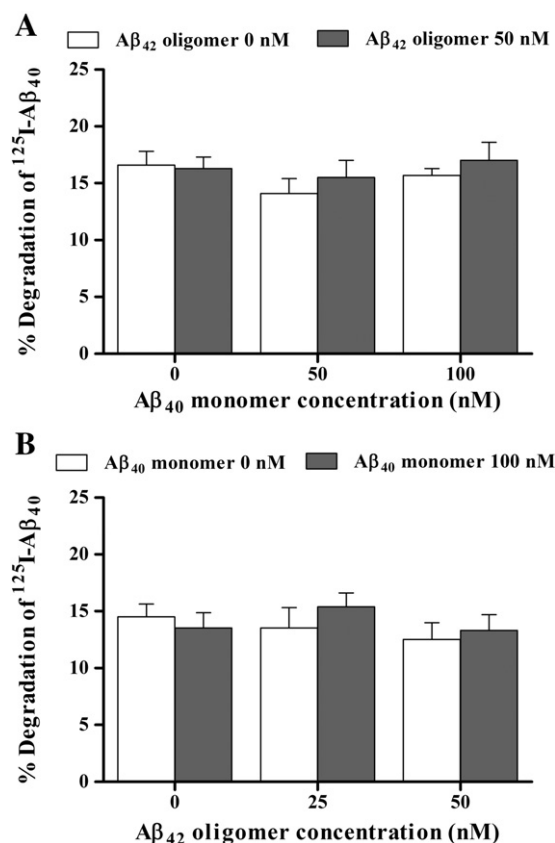 A
Aβ₄₂ oligomer 0 nM Aβ₄₂ oligomer 50 nM
% Degradation of ¹²⁵I-Aβ₄₀
25
20
15
10
5
0
0 50 100
Aβ₄₀ monomer concentration (nM)
B
Aβ₄₀ monomer 0 nM Aβ₄₀ monomer 100 nM
% Degradation of ¹²⁵I-Aβ₄₀
25
20
15
10
5
0
0 25 50
Aβ₄₂ oligomer concentration (nM)